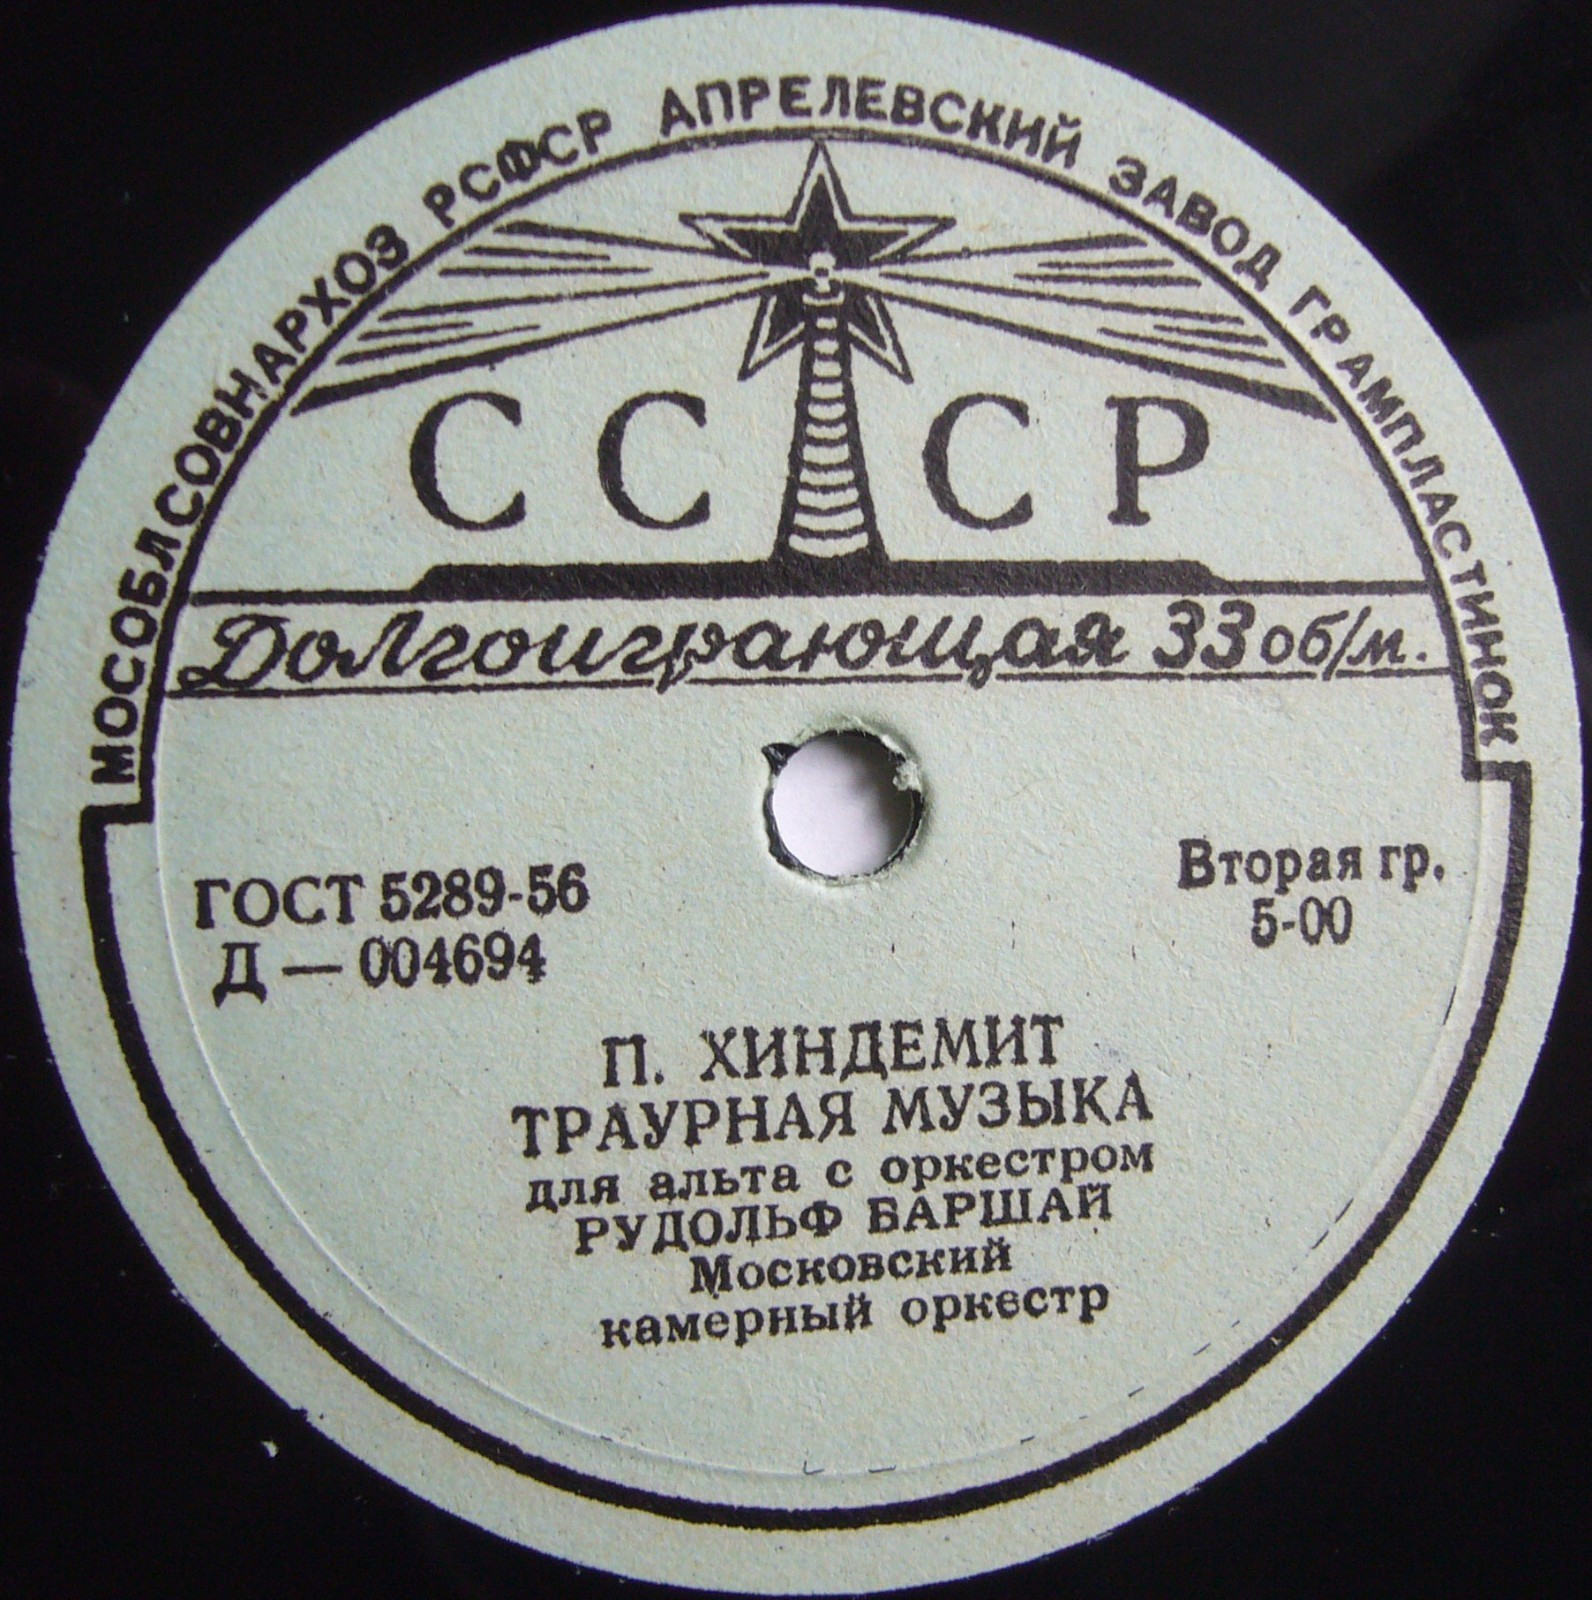 МОСОБЛСОВНАРХОЗ РСФСР АПРЕЛЕВСКИЙ ЗАВОД ГРАМПЛАСТИНОК
СССР
Долгоиграющая 33 об/м.
ГОСТ 5289-56
Д — 004694
Вторая гр.
5-00
П. ХИНДЕМИТ
ТРАУРНАЯ МУЗЫКА
для альта с оркестром
РУДОЛЬФ БАРШАЙ
Московский
камерный оркестр